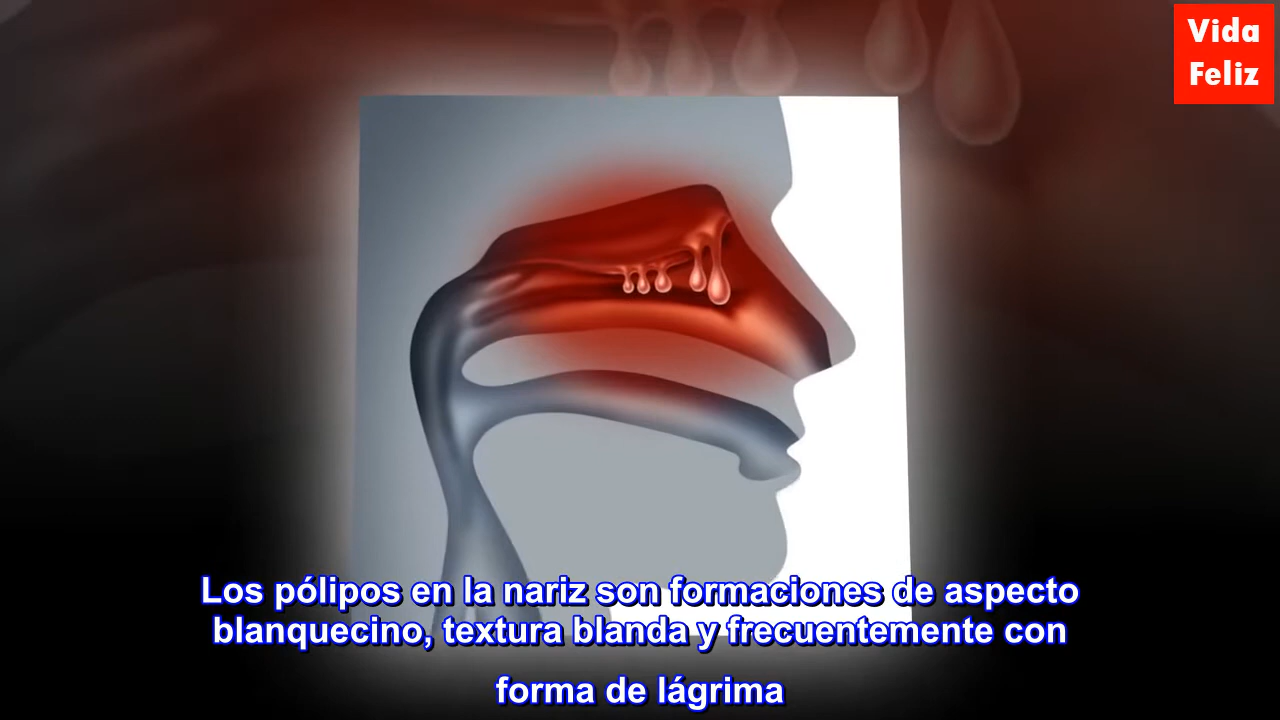 Vida
Feliz
Los pólipos en la nariz son formaciones de aspecto
blanquecino, textura blanda y frecuentemente con
forma de lágrima